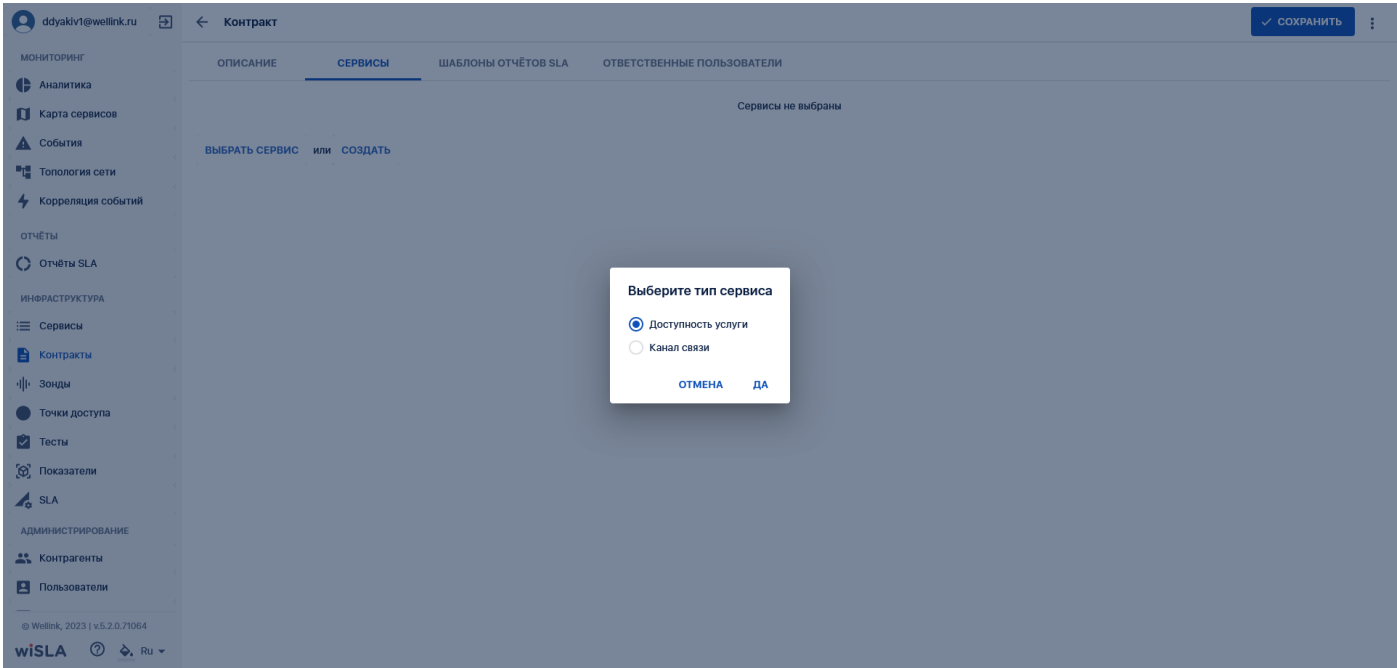 ddyakiv1@wellink.ru
Контракт
СОХРАНИТЬ
МОНИТОРИНГ
Аналитика
Карта сервисов
События
Топология сети
Корреляция событий
ОТЧЁТЫ
Отчёты SLA
ИНФРАСТРУКТУРА
Сервисы
Контракты
Зонды
Точки доступа
Тесты
Показатели
SLA
АДМИНИСТРИРОВАНИЕ
Контрагенты
Пользователи
© Wellink, 2023 | v.5.2.0.71064
wiSLA Ru
ОПИСАНИЕ СЕРВИСЫ ШАБЛОНЫ ОТЧЁТОВ SLA ОТВЕТСТВЕННЫЕ ПОЛЬЗОВАТЕЛИ
Сервисы не выбраны
ВЫБРАТЬ СЕРВИС или СОЗДАТЬ
Выберите тип сервиса
Доступность услуги
Канал связи
ОТМЕНА ДА